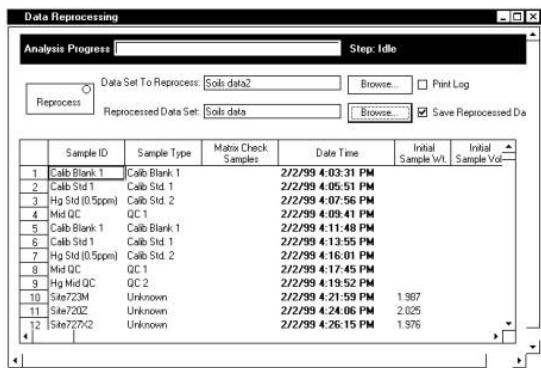 Data Reprocessing
Analysis Progress Step: Idle
Data Set To Reprocess: Soils data2 Browse... Print Log
Reprocess
Reprocessed Data Set: Soils data Browse... Save Reprocessed Da
Sample ID Sample Type Matrix Check Samples Date Time Initial Sample Wt. Initial Sample Vol
1 Calib Blank 1 Calib Blank 1 2/2/99 4:03:31 PM
2 Calib Std 1 Calib Std. 1 2/2/99 4:05:51 PM
3 Hg Std (0.5ppm) Calib Std. 2 2/2/99 4:07:56 PM
4 Mid QC QC 1 2/2/99 4:09:41 PM
5 Calib Blank 1 Calib Blank 1 2/2/99 4:11:48 PM
6 Calib Std 1 Calib Std. 1 2/2/99 4:13:55 PM
7 Hg Std (0.5ppm) Calib Std. 2 2/2/99 4:16:01 PM
8 Mid QC QC 1 2/2/99 4:17:45 PM
9 Hg Mid QC QC 2 2/2/99 4:19:52 PM
10 Site723M Unknown 2/2/99 4:21:59 PM 1.987
11 Site720Z Unknown 2/2/99 4:24:06 PM 2.025
12 Site727X2 Unknown 2/2/99 4:26:15 PM 1.976